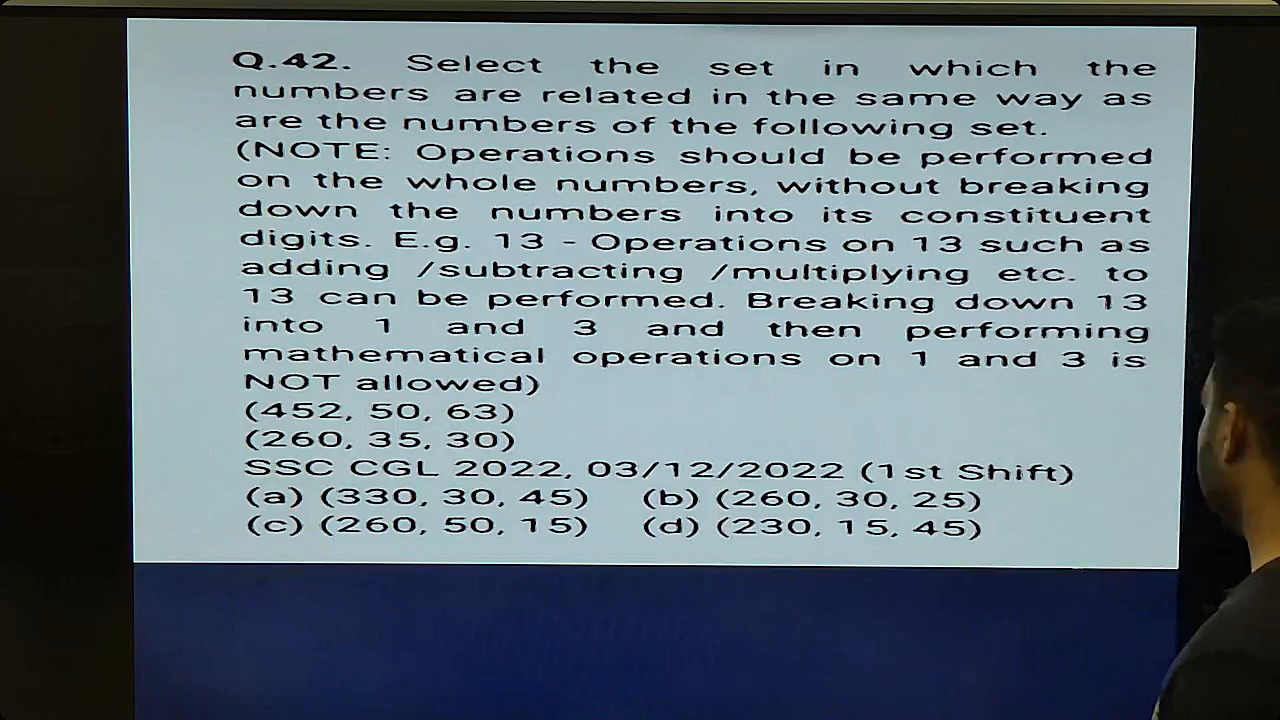 Q.42. Select the set in which the
numbers are related in the same way as
are the numbers of the following set.
(NOTE: Operations should be performed
on the whole numbers, without breaking
down the numbers into its constituent
digits. E.g. 13 - Operations on 13 such as
adding /subtracting /multiplying etc. to
13 can be performed. Breaking down 13
into 1 and 3 and then performing
mathematical operations on 1 and 3 is
NOT allowed)
(452, 50, 63)
(260, 35, 30)
SSC CGL 2022, 03/12/2022 (1st Shift)
(a) (330, 30, 45) (b) (260, 30, 25)
(c) (260, 50, 15) (d) (230, 15, 45)